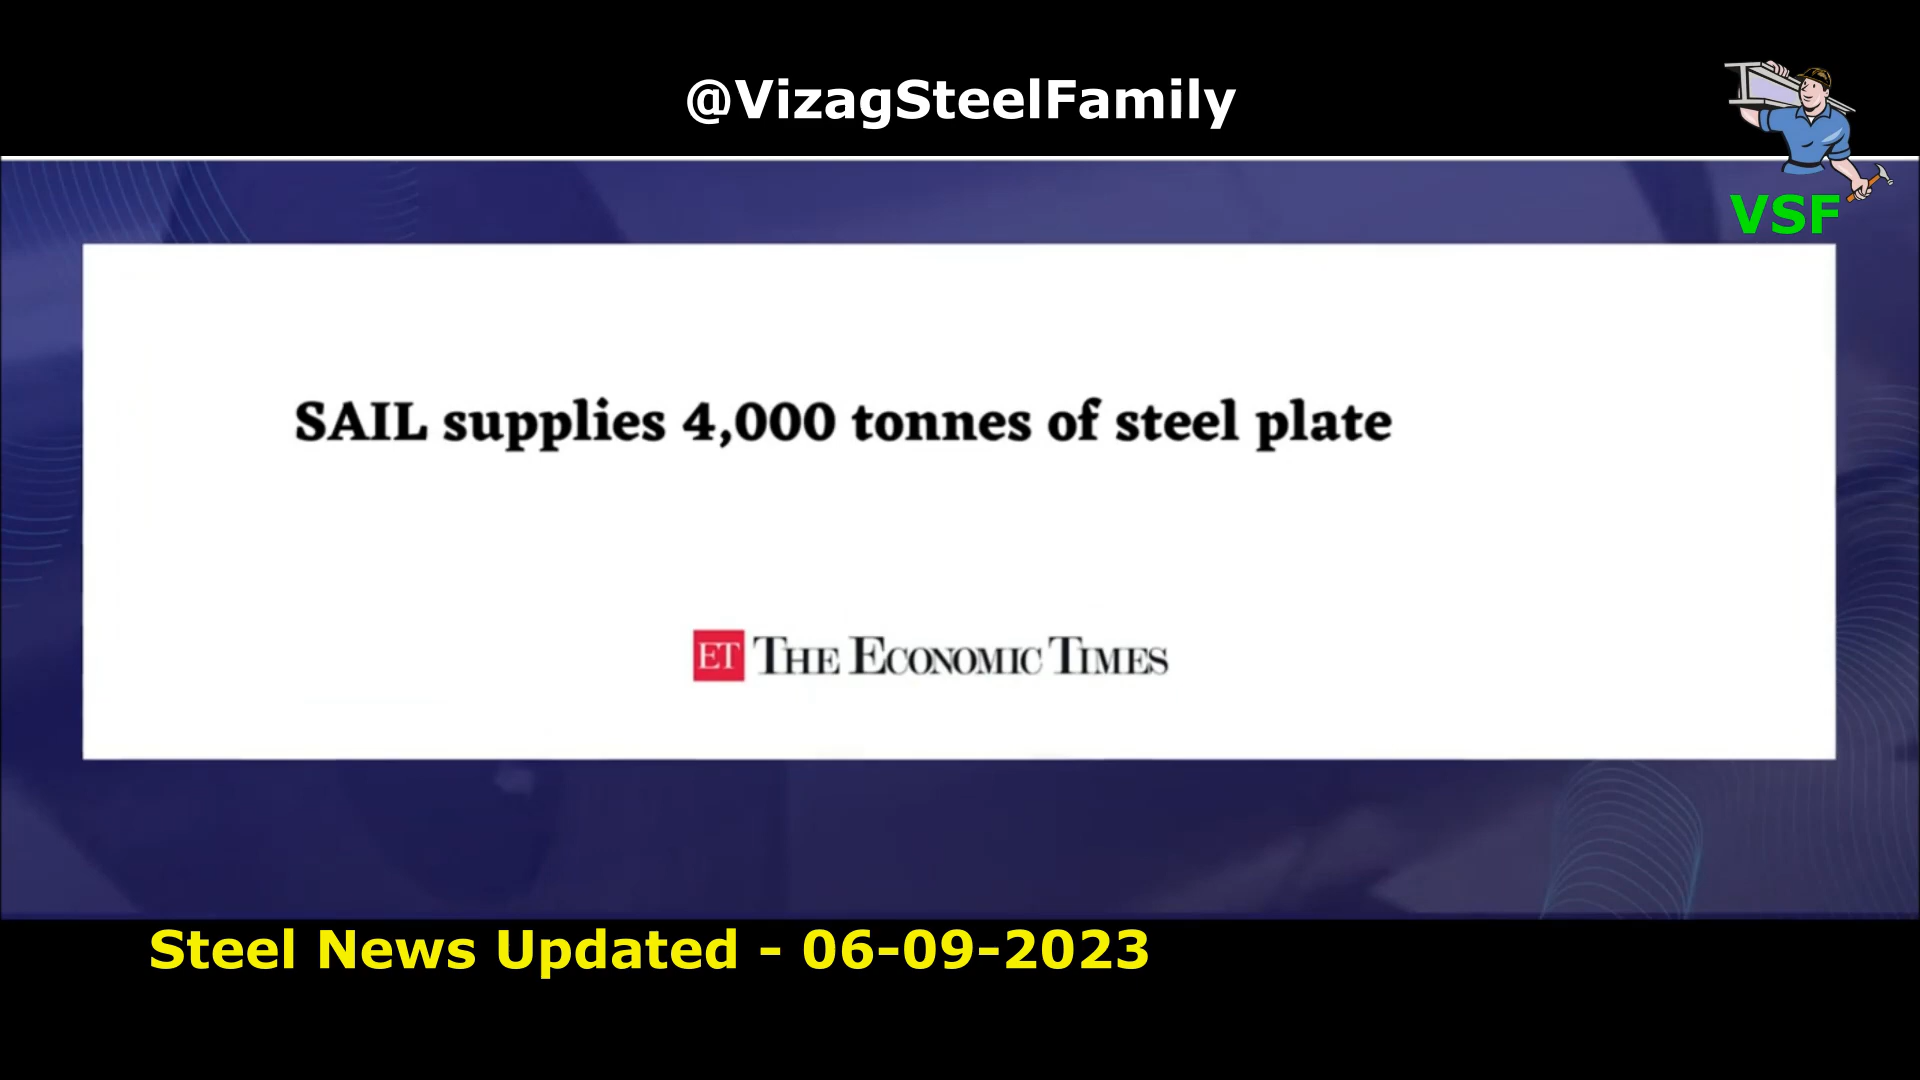 @VizagSteelFamily
VSF
SAIL supplies 4,000 tonnes of steel plate
ET THE ECONOMIC TIMES
Steel News Updated - 06-09-2023